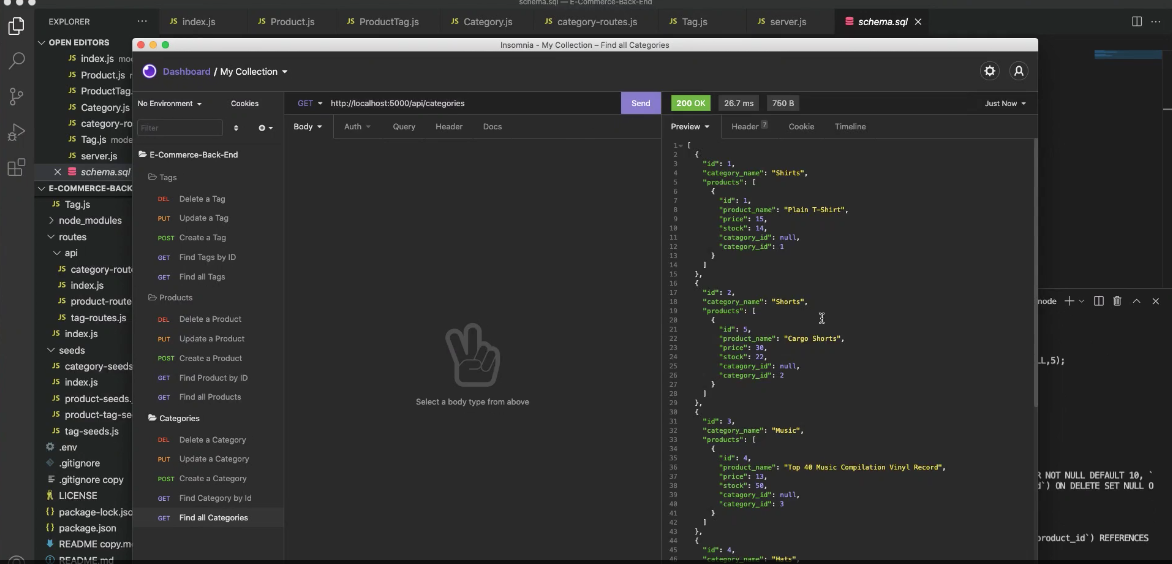 schema.sql — E-Commerce-Back-End
EXPLORER
index.js
Product.js
ProductTag.js
Category.js
category-routes.js
Tag.js
server.js
schema.sql
OPEN EDITORS
JS index.js
JS Product.js
JS ProductTag.
JS Category.js
JS category-ro
JS Tag.js mode
JS server.js
schema.sql
E-COMMERCE-BACK
JS Tag.js
node_modules
routes
api
JS category-rout
JS index.js
JS product-route
JS tag-routes.js
JS index.js
seeds
JS category-seeds
JS index.js
JS product-seeds.
JS product-tag-se
JS tag-seeds.js
.env
.gitignore
.gitignore copy
LICENSE
package-lock.jsc
package.json
README copy.m
README.md
Insomnia - My Collection – Find all Categories
Dashboard / My Collection
No Environment
Cookies
Filter
E-Commerce-Back-End
Tags
DEL Delete a Tag
PUT Update a Tag
POST Create a Tag
GET Find Tags by ID
GET Find all Tags
Products
DEL Delete a Product
PUT Update a Product
POST Create a Product
GET Find Product by ID
GET Find all Products
Categories
DEL Delete a Category
PUT Update a Category
POST Create a Category
GET Find Category by Id
GET Find all Categories
GET http://localhost:5000/api/categories Send
Body Auth Query Header Docs
Select a body type from above
200 OK 26.7 ms 750 B Just Now
Preview Header 7 Cookie Timeline
1 [
2 {
3 "id": 1,
4 "category_name": "Shirts",
5 "products": [
6 {
7 "id": 1,
8 "product_name": "Plain T-Shirt",
9 "price": 15,
10 "stock": 14,
11 "catagory_id": null,
12 "category_id": 1
13 }
14 ]
15 },
16 {
17 "id": 2,
18 "category_name": "Shorts",
19 "products": [
20 {
21 "id": 5,
22 "product_name": "Cargo Shorts",
23 "price": 30,
24 "stock": 22,
25 "catagory_id": null,
26 "category_id": 2
27 }
28 ]
29 },
30 {
31 "id": 3,
32 "category_name": "Music",
33 "products": [
34 {
35 "id": 4,
36 "product_name": "Top 40 Music Compilation Vinyl Record",
37 "price": 13,
38 "stock": 50,
39 "catagory_id": null,
40 "category_id": 3
41 }
42 ]
43 },
44 {
45 "id": 4,
46 "category_name": "Hats",
node
LL,5);
R NOT NULL DEFAULT 10, `
d`) ON DELETE SET NULL O
product_id`) REFERENCES